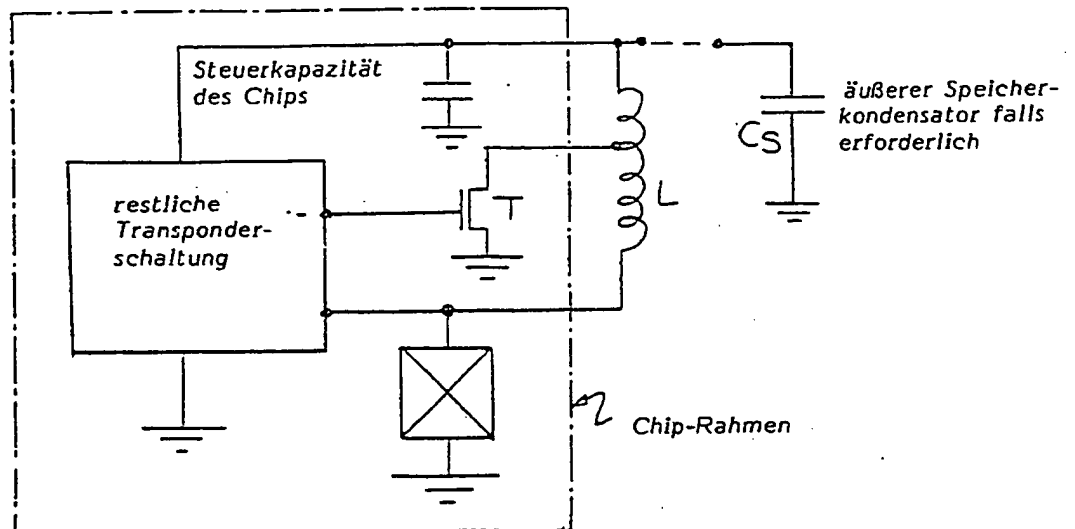 Steuerkapazität
des Chips
äußerer Speicher-
kondensator falls
erforderlich
CS
restliche
Transponder-
schaltung
T
L
Chip-Rahmen